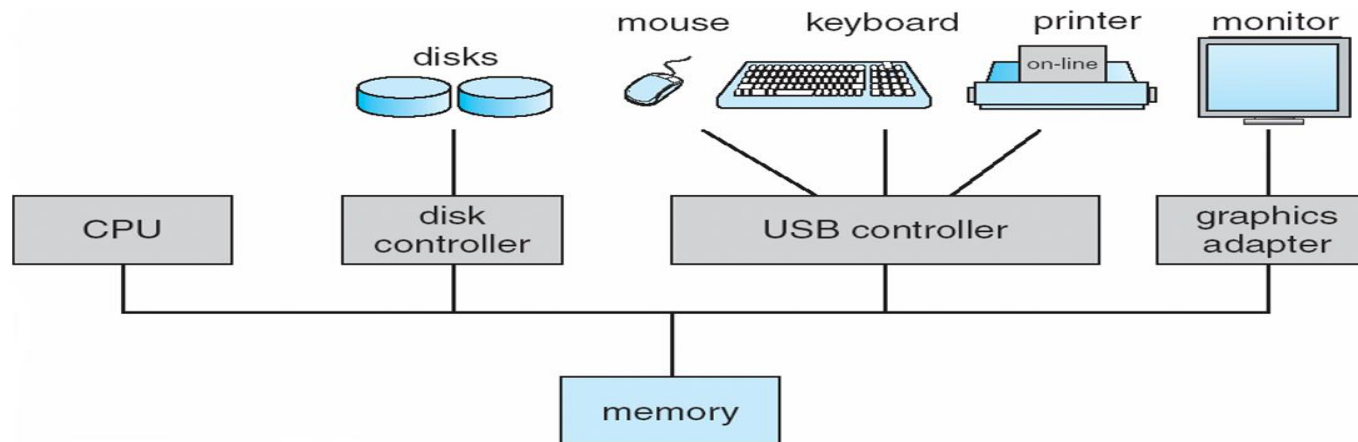 mouse
keyboard
printer
monitor
disks
on-line
CPU
disk
controller
USB controller
graphics
adapter
memory